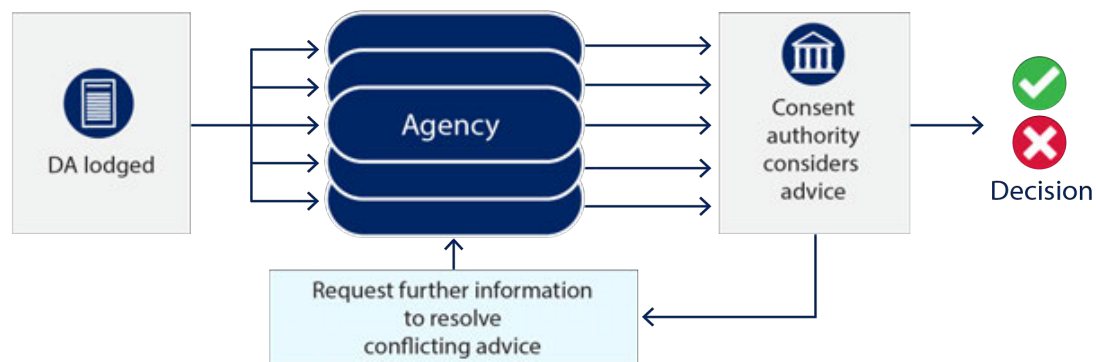 DA lodged
Agency
Consent
authority
considers
advice
Decision
Request further information
to resolve
conflicting advice